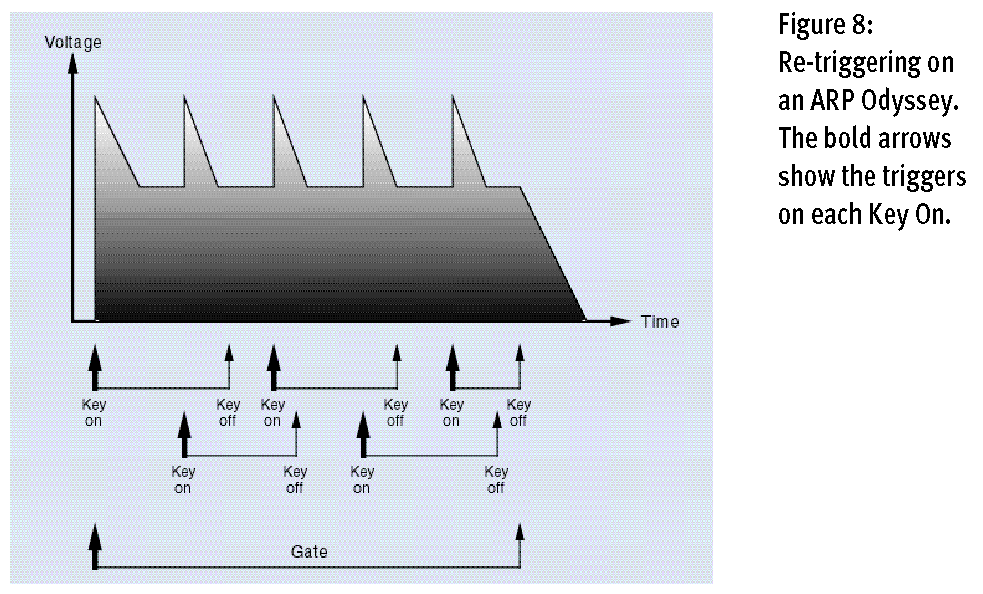 Voltage
Figure 8:
Re-triggering on
an ARP Odyssey.
The bold arrows
show the triggers
on each Key On.
Time
Key Key Key Key Key Key
on off on off on off
Key Key Key Key
on off on off
Gate